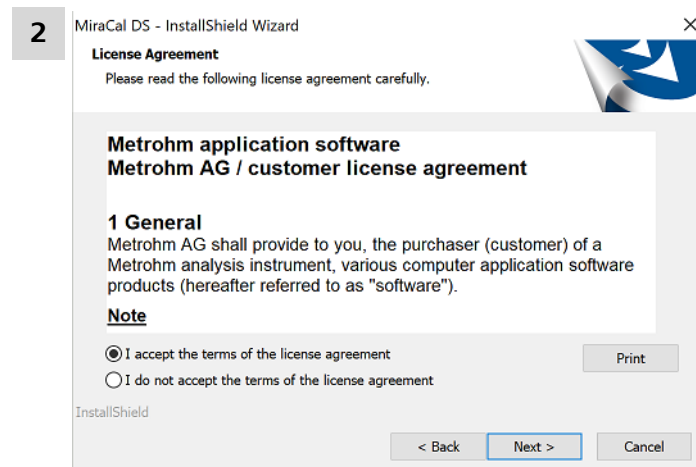 2
MiraCal DS - InstallShield Wizard
License Agreement
Please read the following license agreement carefully.
Metrohm application software
Metrohm AG / customer license agreement
1 General
Metrohm AG shall provide to you, the purchaser (customer) of a
Metrohm analysis instrument, various computer application software
products (hereafter referred to as "software").
Note
I accept the terms of the license agreement
Print
I do not accept the terms of the license agreement
InstallShield
< Back Next > Cancel